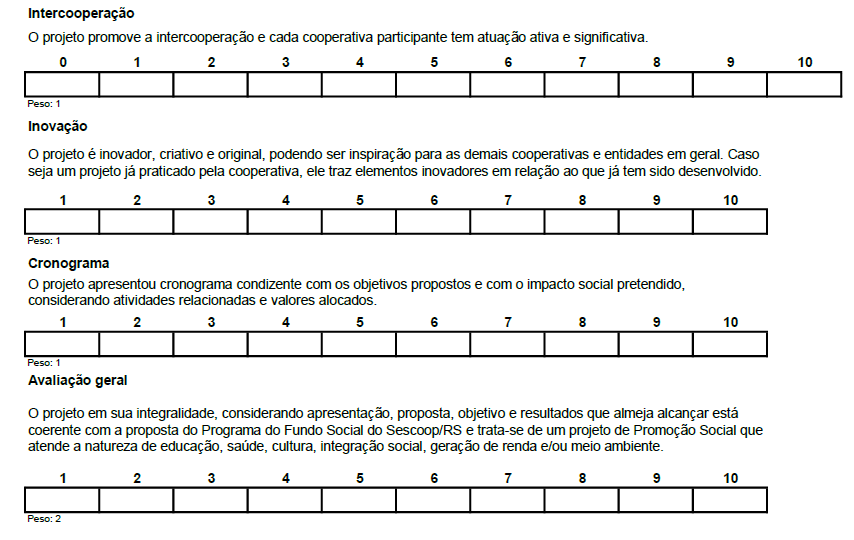 Intercooperação
O projeto promove a intercooperação e cada cooperativa participante tem atuação ativa e significativa.
0 1 2 3 4 5 6 7 8 9 10
Peso: 1
Inovação
O projeto é inovador, criativo e original, podendo ser inspiração para as demais cooperativas e entidades em geral. Caso
seja um projeto já praticado pela cooperativa, ele traz elementos inovadores em relação ao que já tem sido desenvolvido.
1 2 3 4 5 6 7 8 9 10
Peso: 1
Cronograma
O projeto apresentou cronograma condizente com os objetivos propostos e com o impacto social pretendido,
considerando atividades relacionadas e valores alocados.
1 2 3 4 5 6 7 8 9 10
Peso: 1
Avaliação geral
O projeto em sua integralidade, considerando apresentação, proposta, objetivo e resultados que almeja alcançar está
coerente com a proposta do Programa do Fundo Social do Sescoop/RS e trata-se de um projeto de Promoção Social que
atende a natureza de educação, saúde, cultura, integração social, geração de renda e/ou meio ambiente.
1 2 3 4 5 6 7 8 9 10
Peso: 2